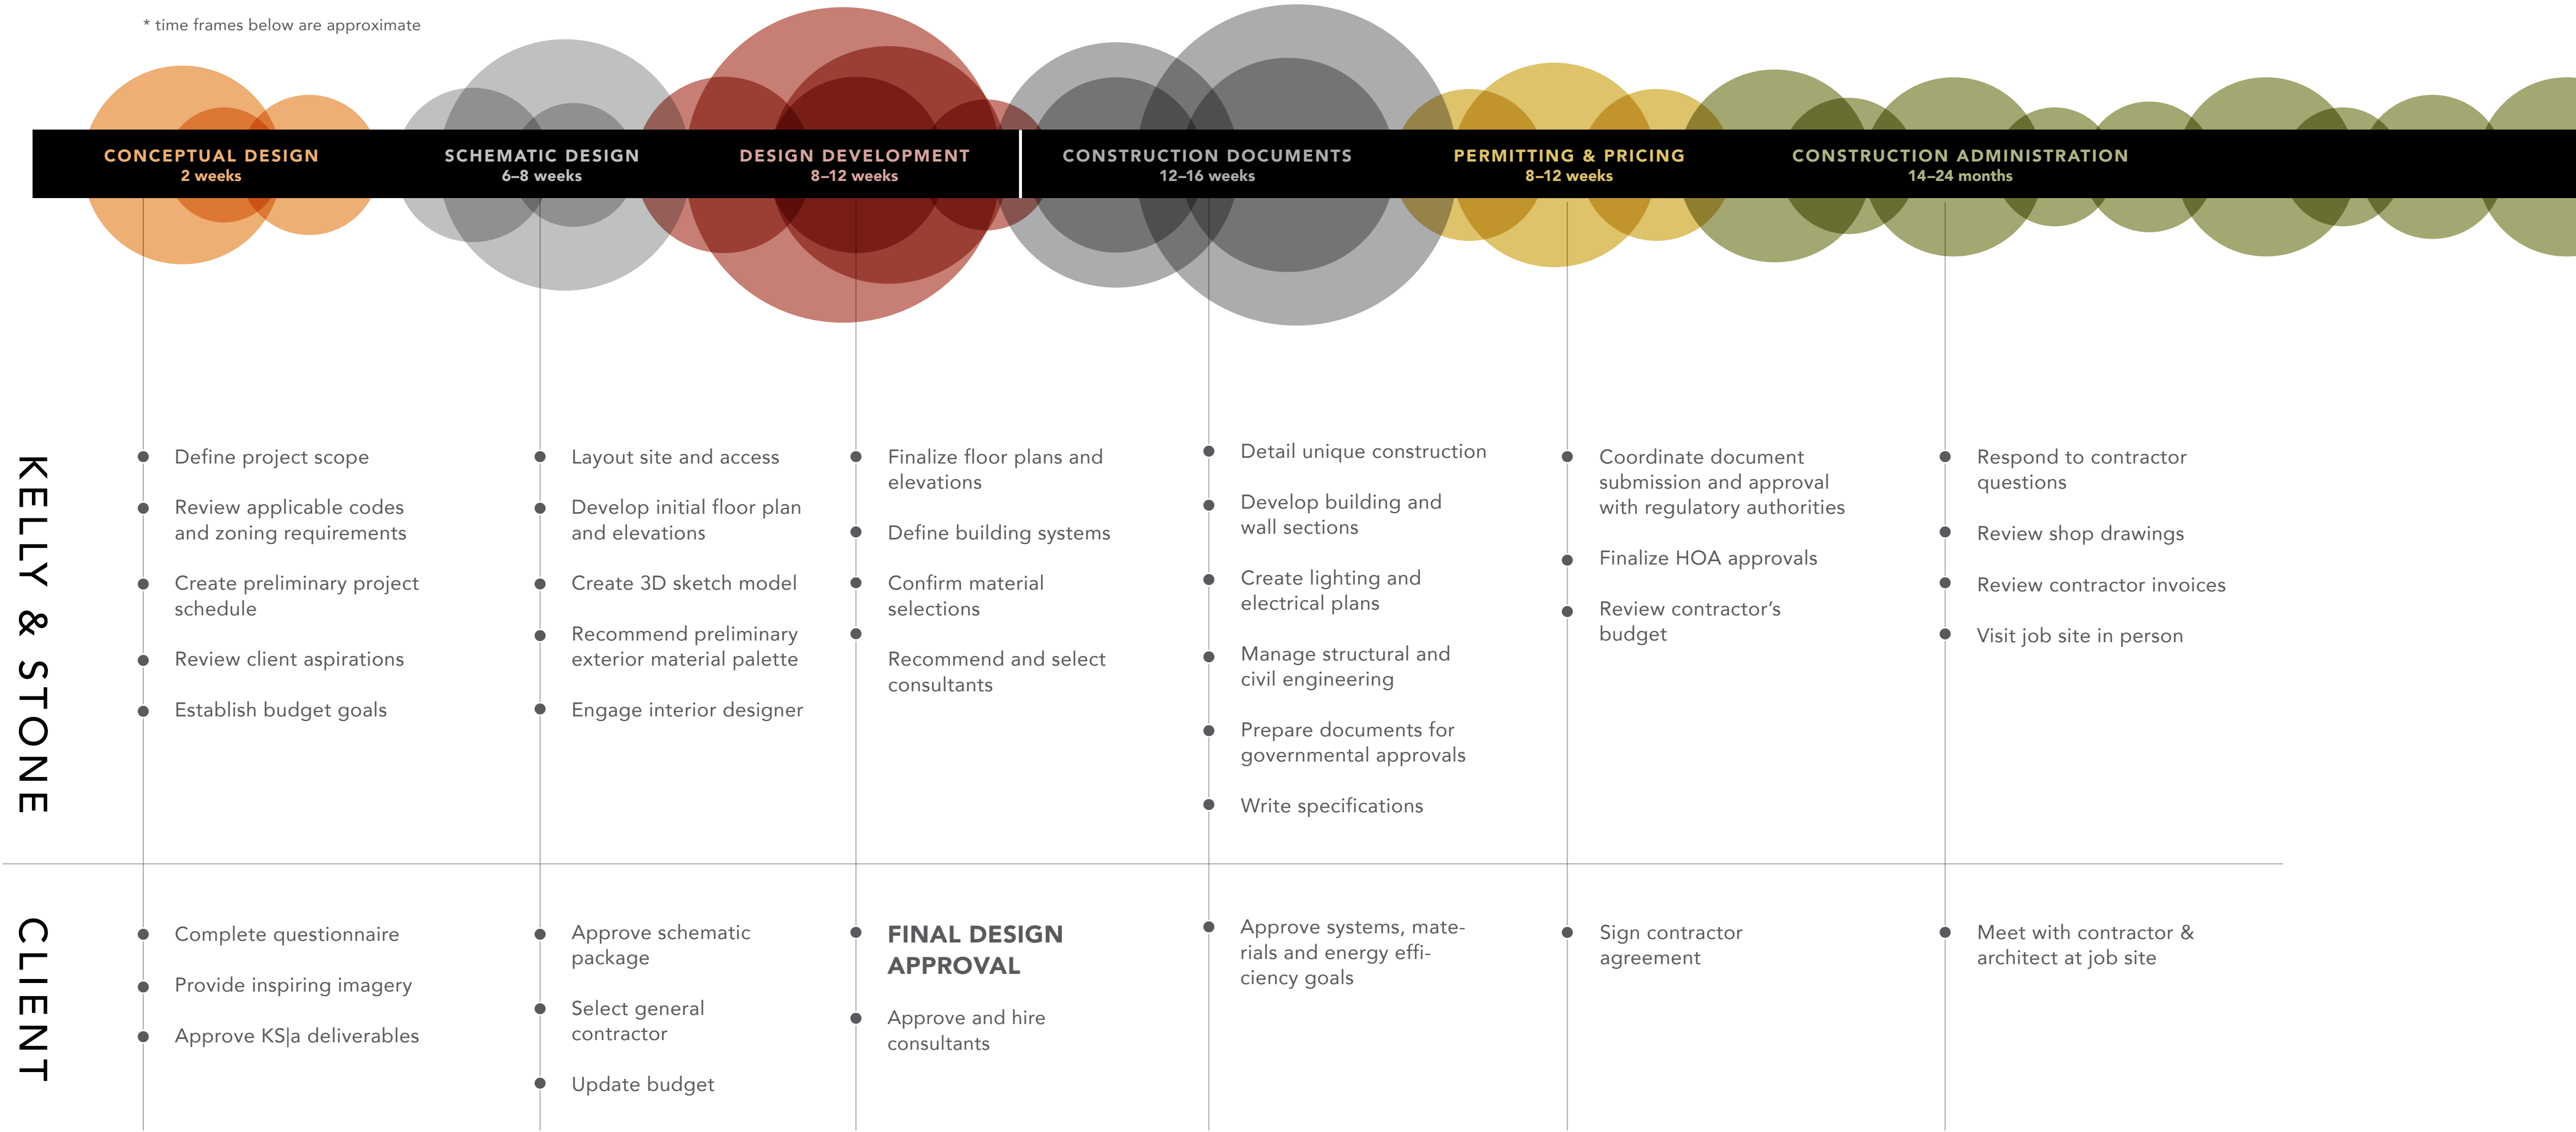 * time frames below are approximate
CONCEPTUAL DESIGN
2 weeks
SCHEMATIC DESIGN
6–8 weeks
DESIGN DEVELOPMENT
8–12 weeks
CONSTRUCTION DOCUMENTS
12–16 weeks
PERMITTING & PRICING
8–12 weeks
CONSTRUCTION ADMINISTRATION
14–24 months
KELLY & STONE
Define project scope
Review applicable codes
and zoning requirements
Create preliminary project
schedule
Review client aspirations
Establish budget goals
Layout site and access
Develop initial floor plan
and elevations
Create 3D sketch model
Recommend preliminary
exterior material palette
Engage interior designer
Finalize floor plans and
elevations
Define building systems
Confirm material
selections
Recommend and select
consultants
Detail unique construction
Develop building and
wall sections
Create lighting and
electrical plans
Manage structural and
civil engineering
Prepare documents for
governmental approvals
Write specifications
Coordinate document
submission and approval
with regulatory authorities
Finalize HOA approvals
Review contractor’s
budget
Respond to contractor
questions
Review shop drawings
Review contractor invoices
Visit job site in person
CLIENT
Complete questionnaire
Provide inspiring imagery
Approve KS|a deliverables
Approve schematic
package
Select general
contractor
Update budget
FINAL DESIGN
APPROVAL
Approve and hire
consultants
Approve systems, mate-
rials and energy effi-
ciency goals
Sign contractor
agreement
Meet with contractor &
architect at job site